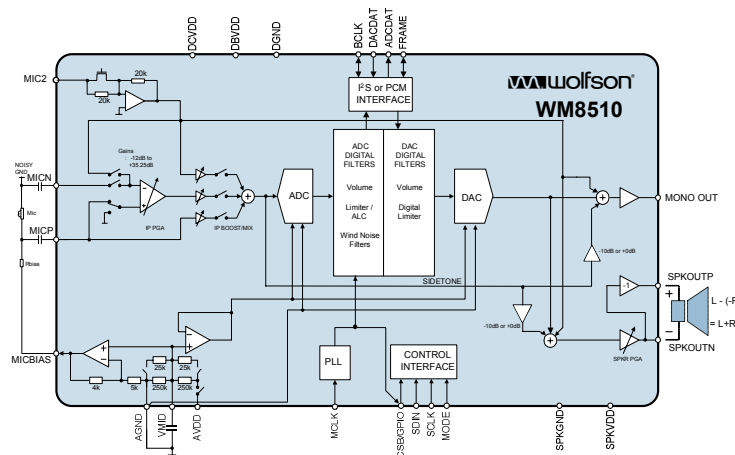 DCVDD
DBVDD
DGND
BCLK
DACDAT
ADCDAT
FRAME
wolfson®
WM8510
MIC2
20k
20k
20k
I²S or PCM
INTERFACE
Gains
: -12dB to
+35.25dB
NOISY
GND
MICN
Mic
MICP
Rbias
MICBIAS
IP PGA
IP BOOST/MIX
ADC
ADC
DIGITAL
FILTERS
Volume
Limiter /
ALC
Wind Noise
Filters
DAC
DIGITAL
FILTERS
Volume
Digital
Limiter
DAC
MONO OUT
-10dB or +0dB
SIDETONE
-10dB or +0dB
-1
SPKOUTP
L - (-R)
= L+R
SPKOUTN
SPKR PGA
25k
25k
4k
5k
250k
250k
PLL
CONTROL
INTERFACE
AGND
VMID
AVDD
MCLK
CSB/GPIO
SDIN
SCLK
MODE
SPKGND
SPKVDD